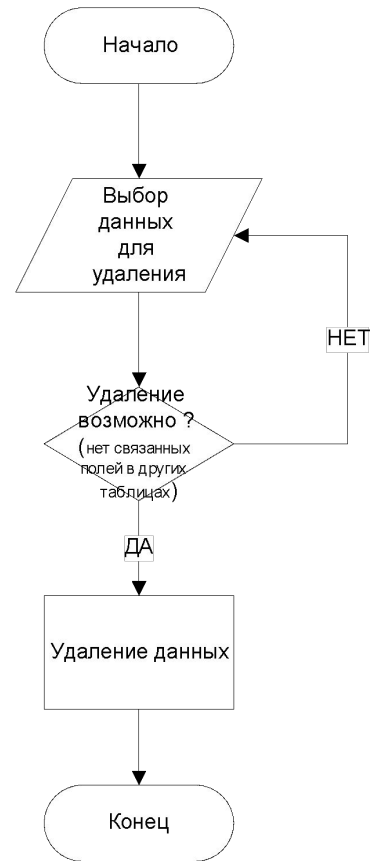 Начало
Выбор
данных
для
удаления
НЕТ
Удаление
возможно ?
(нет связанных
полей в других
таблицах)
ДА
Удаление данных
Конец